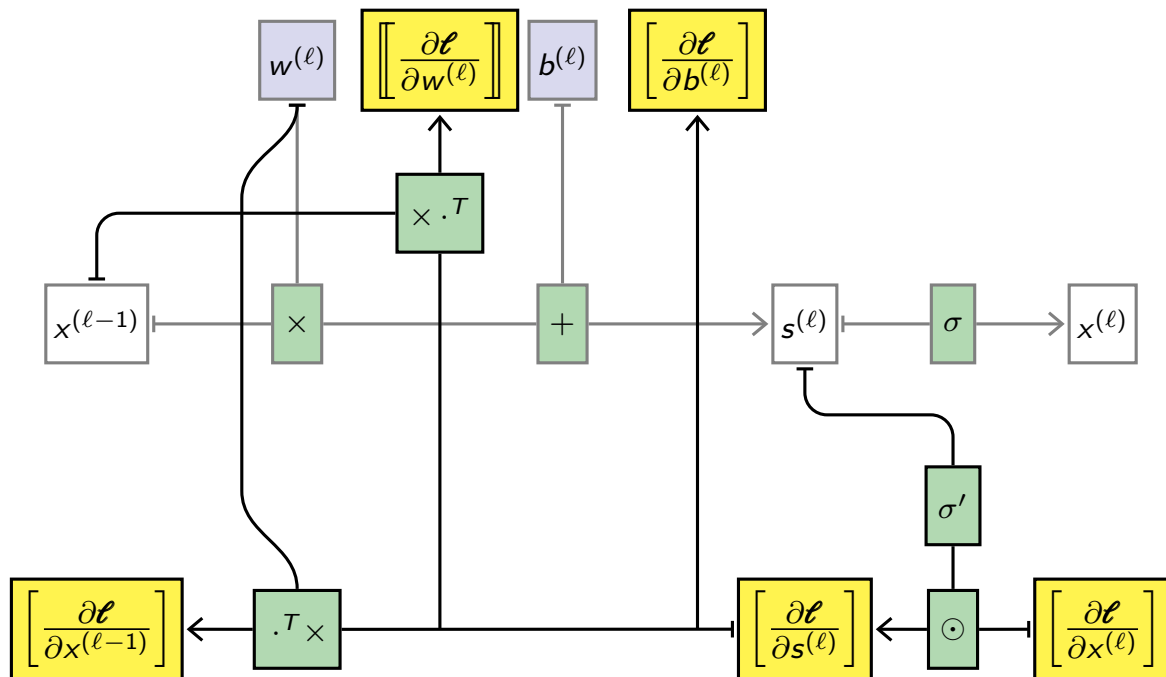 w^{(ℓ)} [[∂ℓ/∂w^{(ℓ)}]] b^{(ℓ)} [∂ℓ/∂b^{(ℓ)}]
× ·^T
x^{(ℓ−1)} × + s^{(ℓ)} σ x^{(ℓ)}
σ′
[∂ℓ/∂x^{(ℓ−1)}] ·^T × [∂ℓ/∂s^{(ℓ)}] ⊙ [∂ℓ/∂x^{(ℓ)}]